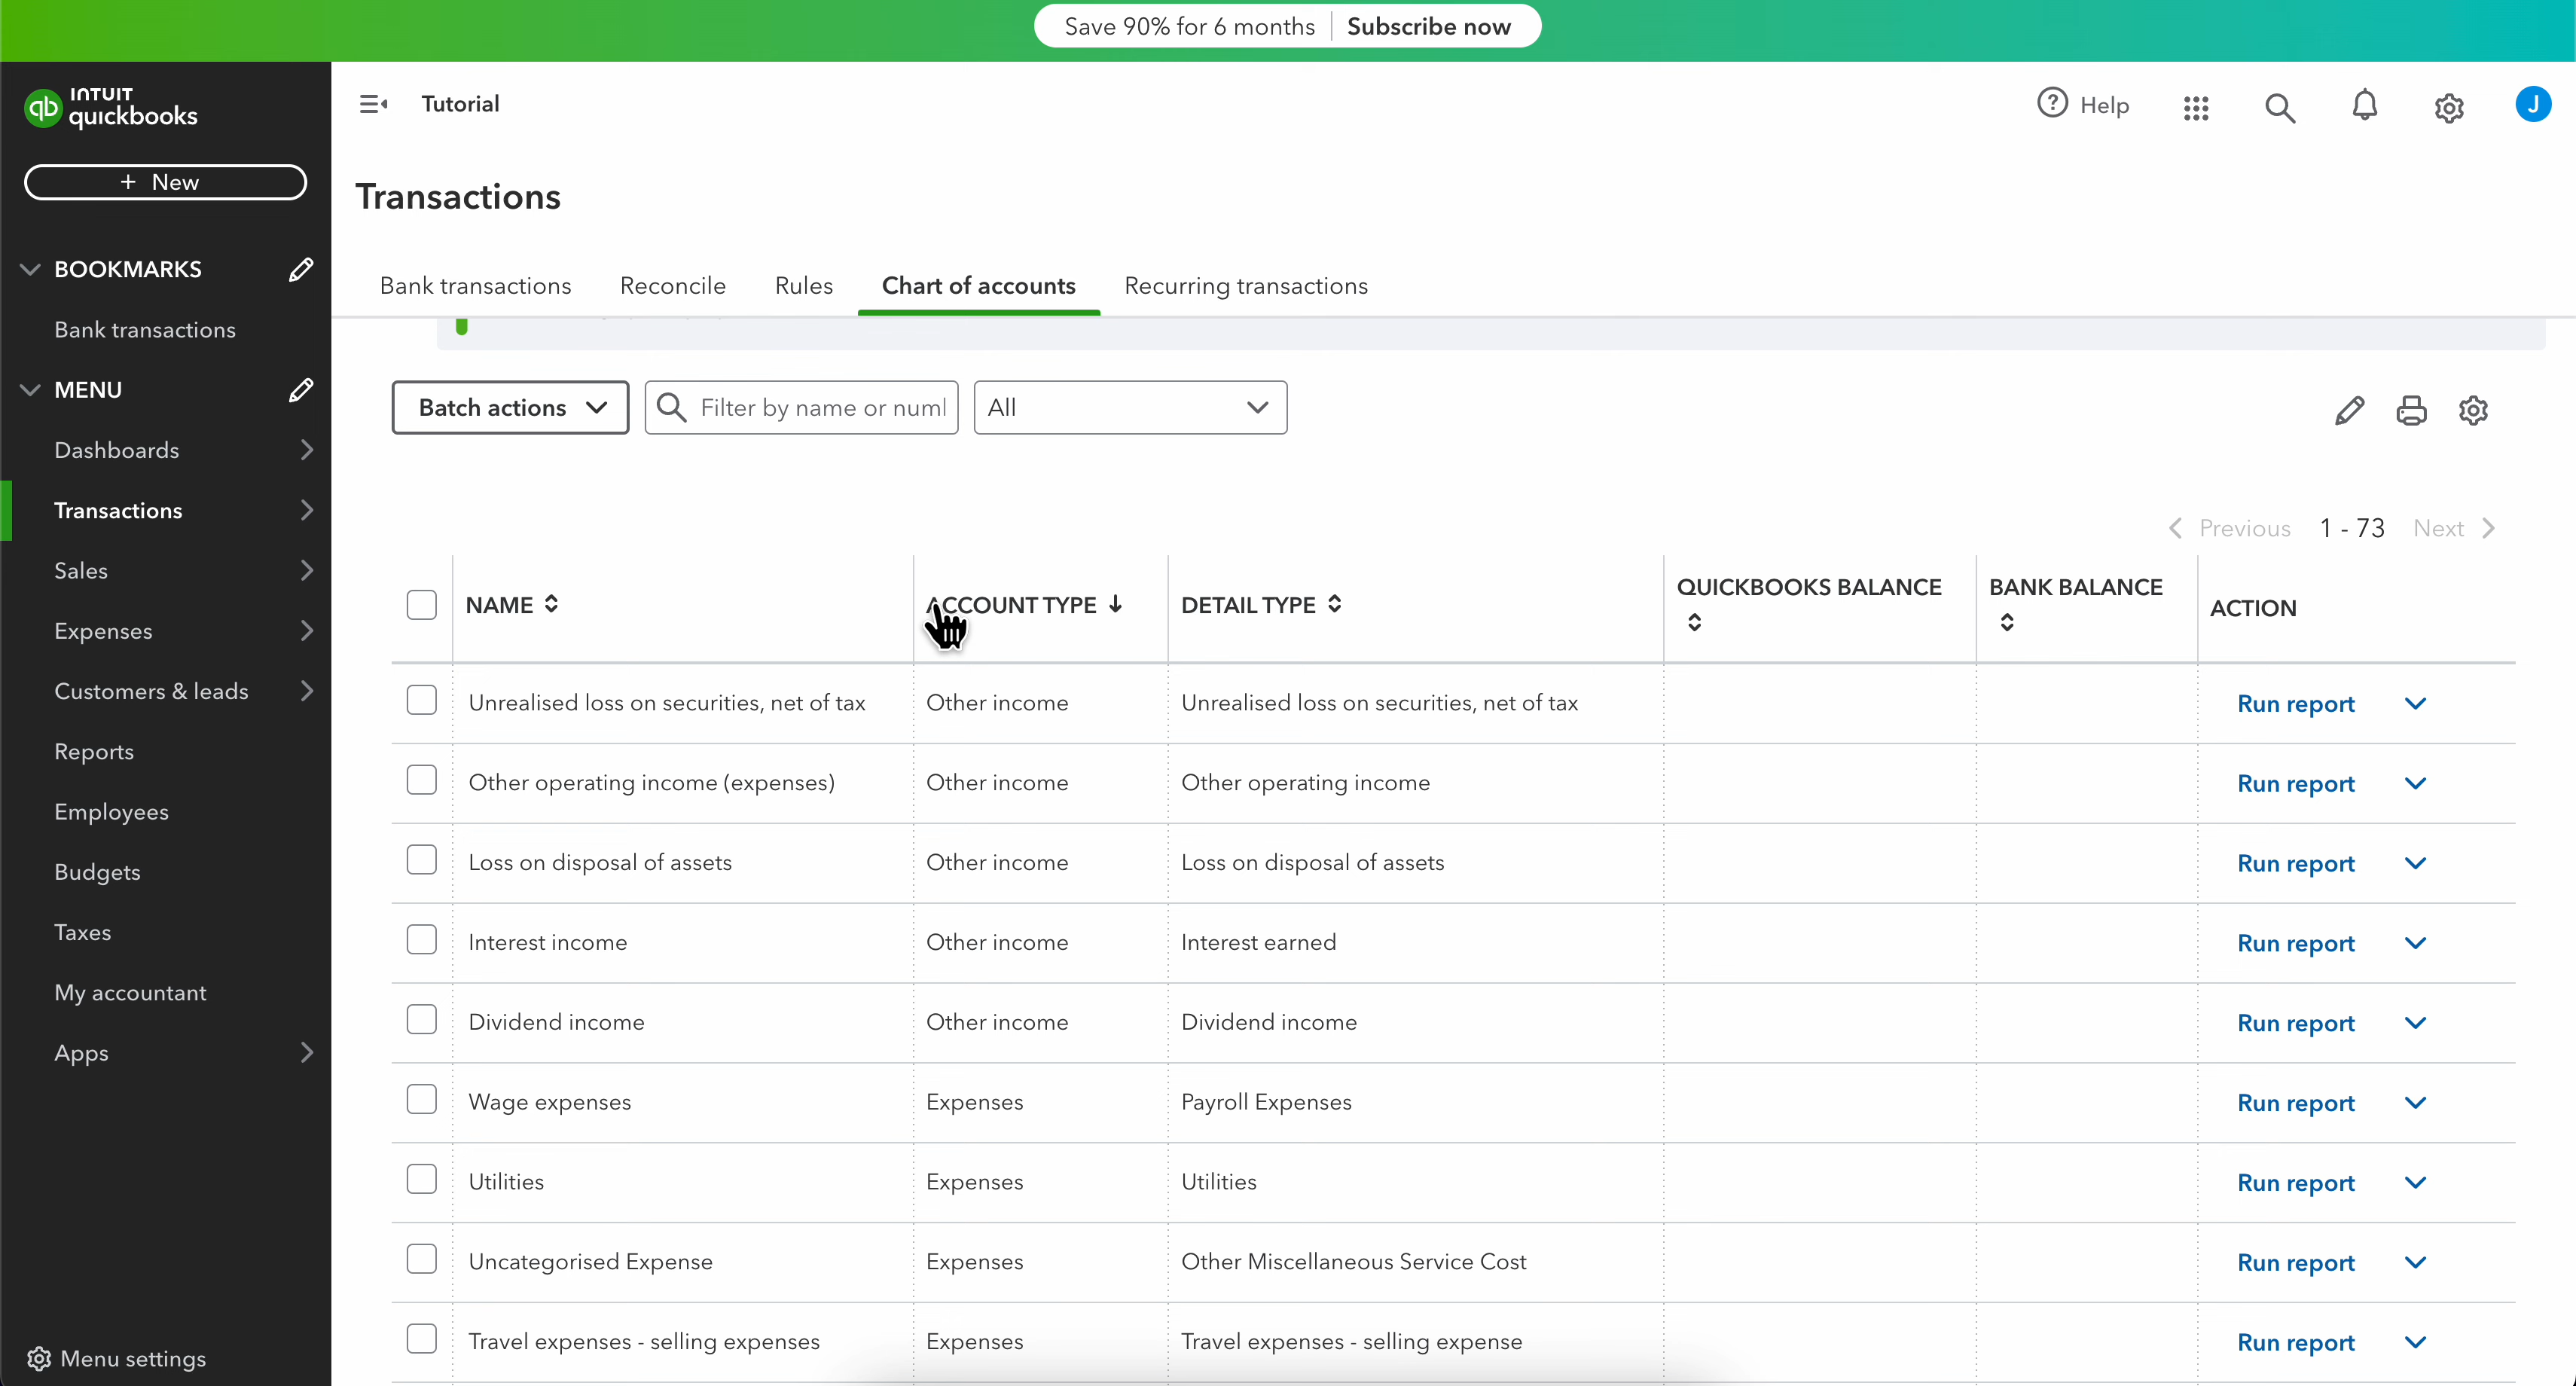 Save 90% for 6 months Subscribe now
INTUIT
quickbooks
Tutorial
Help
J
+ New
Transactions
BOOKMARKS
Bank transactions
MENU
Dashboards
Transactions
Sales
Expenses
Customers & leads
Reports
Employees
Budgets
Taxes
My accountant
Apps
Menu settings
Bank transactions Reconcile Rules Chart of accounts Recurring transactions
Batch actions Filter by name or numl All
Previous 1 - 73 Next
NAME ACCOUNT TYPE DETAIL TYPE QUICKBOOKS BALANCE BANK BALANCE ACTION
Unrealised loss on securities, net of tax Other income Unrealised loss on securities, net of tax Run report
Other operating income (expenses) Other income Other operating income Run report
Loss on disposal of assets Other income Loss on disposal of assets Run report
Interest income Other income Interest earned Run report
Dividend income Other income Dividend income Run report
Wage expenses Expenses Payroll Expenses Run report
Utilities Expenses Utilities Run report
Uncategorised Expense Expenses Other Miscellaneous Service Cost Run report
Travel expenses - selling expenses Expenses Travel expenses - selling expense Run report